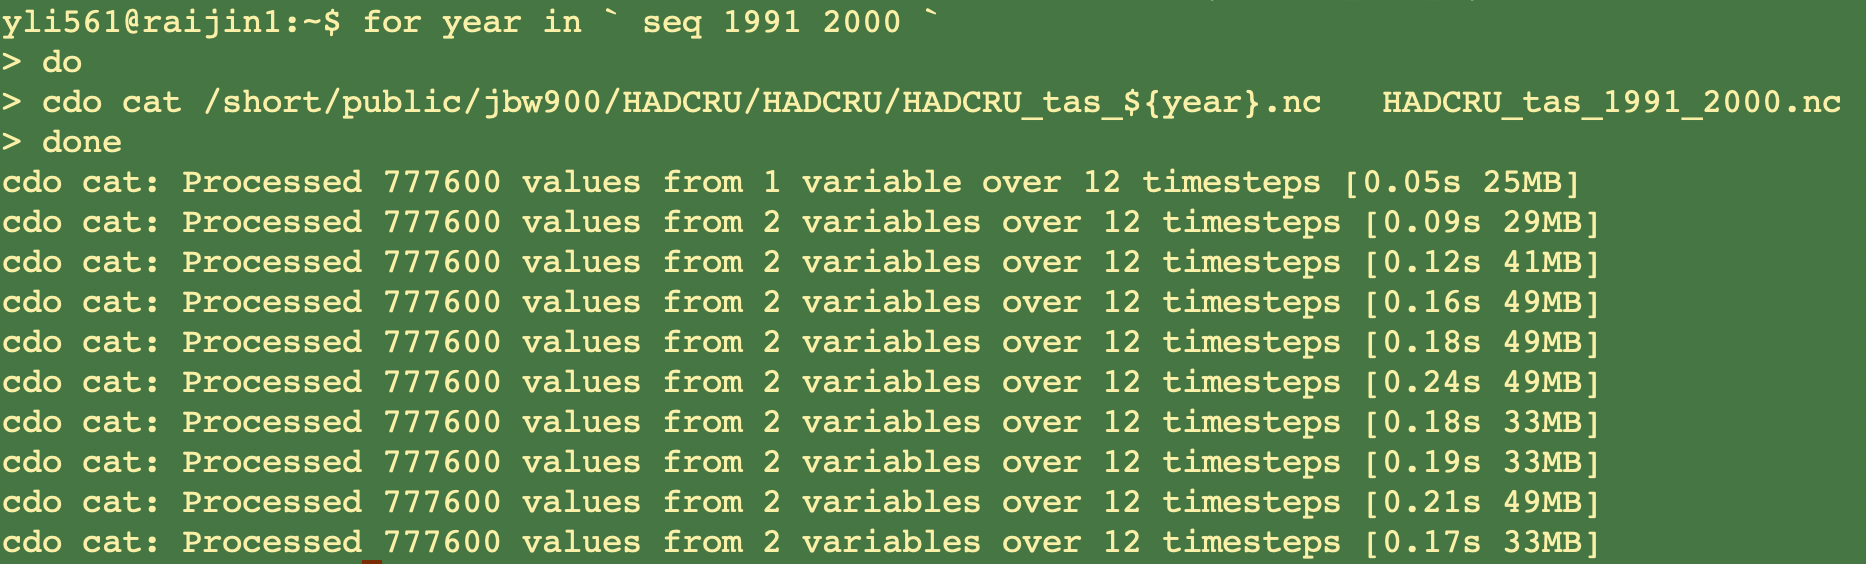 yli561@raijin1:~$ for year in ` seq 1991 2000 `
> do
> cdo cat /short/public/jbw900/HADCRU/HADCRU/HADCRU_tas_${year}.nc   HADCRU_tas_1991_2000.nc
> done
cdo cat: Processed 777600 values from 1 variable over 12 timesteps [0.05s 25MB]
cdo cat: Processed 777600 values from 2 variables over 12 timesteps [0.09s 29MB]
cdo cat: Processed 777600 values from 2 variables over 12 timesteps [0.12s 41MB]
cdo cat: Processed 777600 values from 2 variables over 12 timesteps [0.16s 49MB]
cdo cat: Processed 777600 values from 2 variables over 12 timesteps [0.18s 49MB]
cdo cat: Processed 777600 values from 2 variables over 12 timesteps [0.24s 49MB]
cdo cat: Processed 777600 values from 2 variables over 12 timesteps [0.18s 33MB]
cdo cat: Processed 777600 values from 2 variables over 12 timesteps [0.19s 33MB]
cdo cat: Processed 777600 values from 2 variables over 12 timesteps [0.21s 49MB]
cdo cat: Processed 777600 values from 2 variables over 12 timesteps [0.17s 33MB]